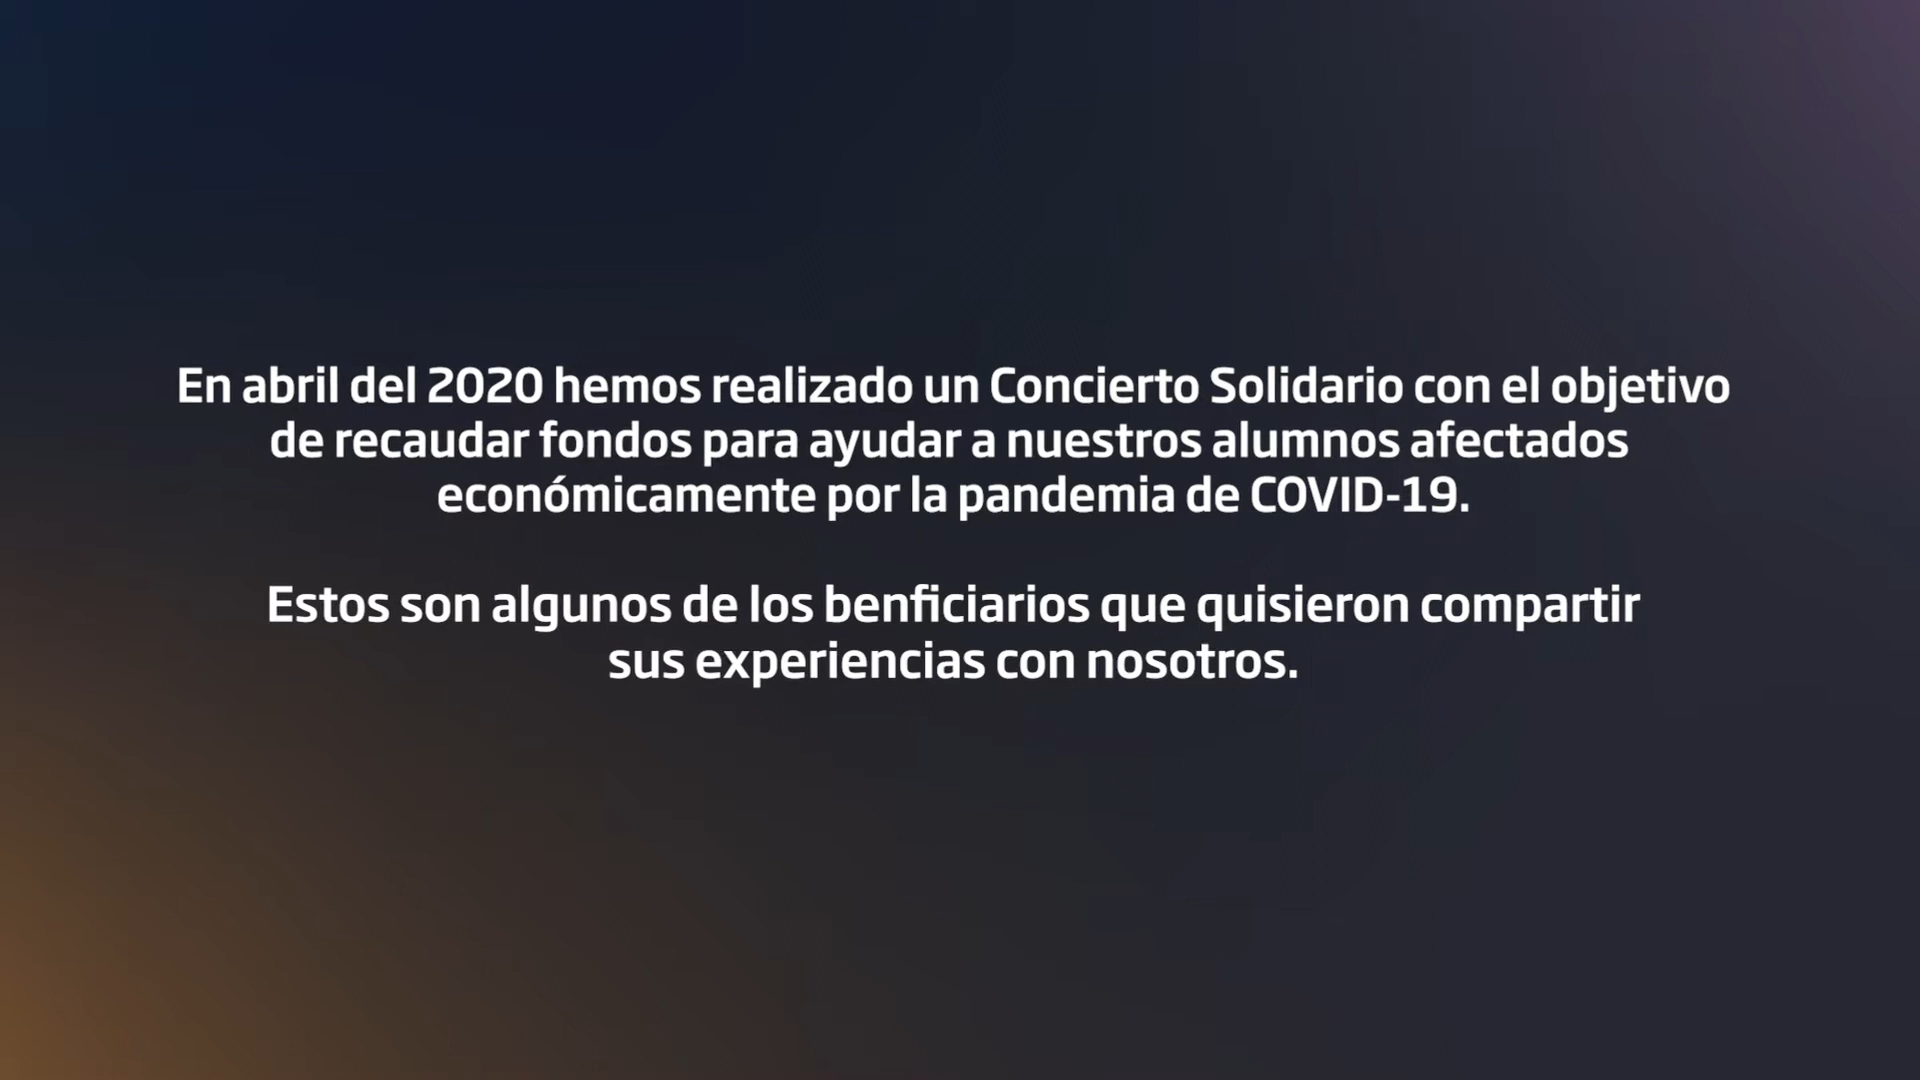 En abril del 2020 hemos realizado un Concierto Solidario con el objetivo
de recaudar fondos para ayudar a nuestros alumnos afectados
económicamente por la pandemia de COVID-19.
Estos son algunos de los benficiarios que quisieron compartir
sus experiencias con nosotros.